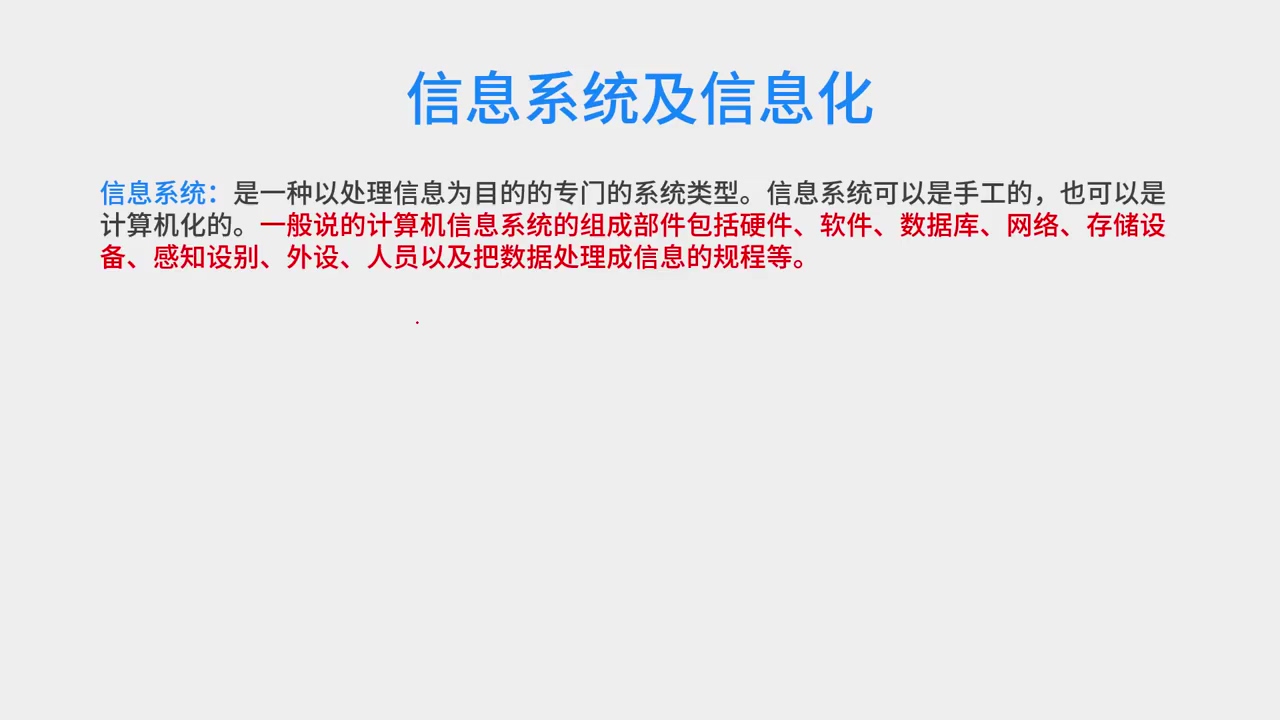 信息系统及信息化
信息系统：是一种以处理信息为目的的专门的系统类型。信息系统可以是手工的，也可以是
计算机化的。一般说的计算机信息系统的组成部件包括硬件、软件、数据库、网络、存储设
备、感知设别、外设、人员以及把数据处理成信息的规程等。